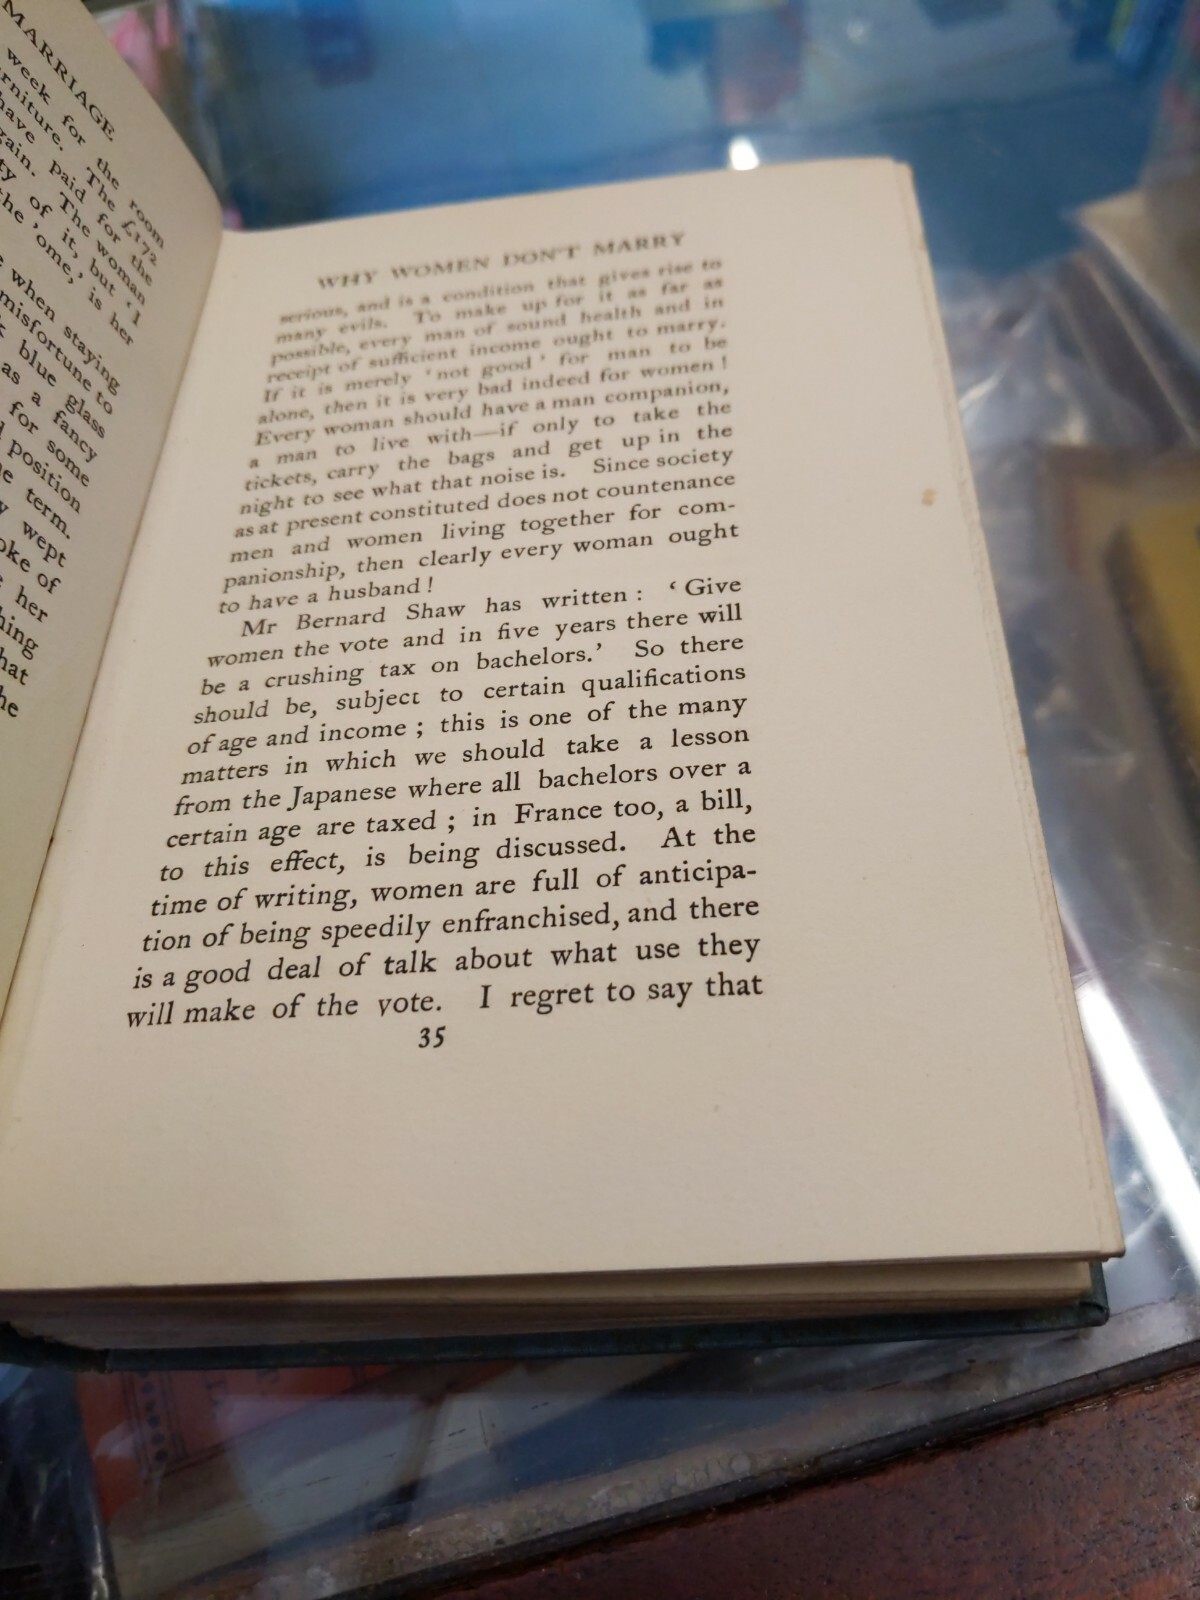 MARRIAGE
week for the room
rniture. The £172
have paid for the
gain. The woman
ty of it, but 'I
the 'ome,' is her
when staying
misfortune to
blue glass
as a fancy
for some
position
term.
wept
oke of
her
hing
hat
he
WHY WOMEN DON'T MARRY
serious, and is a condition that gives rise to
many evils. To make up for it as far as
possible, every man of sound health and in
receipt of sufficient income ought to marry.
If it is merely 'not good' for man to be
alone, then it is very bad indeed for women!
Every woman should have a man companion,
a man to live with—if only to take the
tickets, carry the bags and get up in the
night to see what that noise is. Since society
as at present constituted does not countenance
men and women living together for com-
panionship, then clearly every woman ought
to have a husband!
Mr Bernard Shaw has written: 'Give
women the vote and in five years there will
be a crushing tax on bachelors.' So there
should be, subject to certain qualifications
of age and income; this is one of the many
matters in which we should take a lesson
from the Japanese where all bachelors over a
certain age are taxed; in France too, a bill,
to this effect, is being discussed. At the
time of writing, women are full of anticipa-
tion of being speedily enfranchised, and there
is a good deal of talk about what use they
will make of the vote. I regret to say that
35